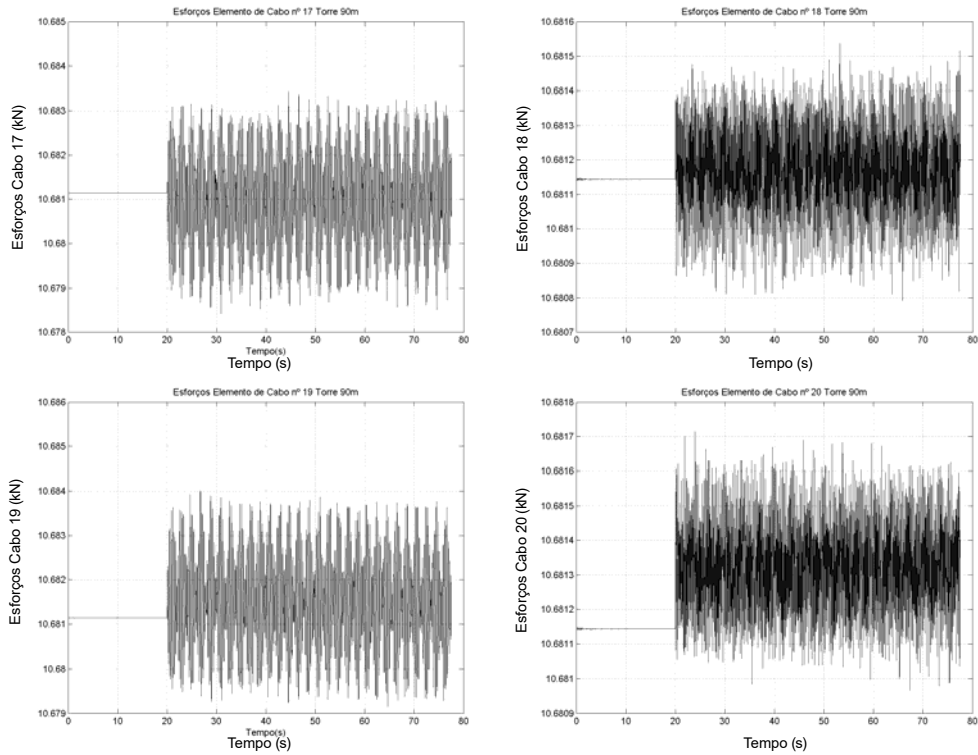 Esforços Elemento de Cabo nº 17 Torre 90m
Esforços Cabo 17 (kN)
10.685
10.684
10.683
10.682
10.681
10.68
10.679
10.678
0 10 20 30 40 50 60 70 80
Tempo(s)
Tempo (s)
Esforços Elemento de Cabo nº 18 Torre 90m
Esforços Cabo 18 (kN)
10.6816
10.6815
10.6814
10.6813
10.6812
10.6811
10.681
10.6809
10.6808
10.6807
0 10 20 30 40 50 60 70 80
Tempo (s)
Esforços Elemento de Cabo nº 19 Torre 90m
Esforços Cabo 19 (kN)
10.686
10.685
10.684
10.683
10.682
10.681
10.68
10.679
0 10 20 30 40 50 60 70 80
Tempo(s)
Tempo (s)
Esforços Elemento de Cabo nº 20 Torre 90m
Esforços Cabo 20 (kN)
10.6818
10.6817
10.6816
10.6815
10.6814
10.6813
10.6812
10.6811
10.681
10.6809
0 10 20 30 40 50 60 70 80
Tempo (s)